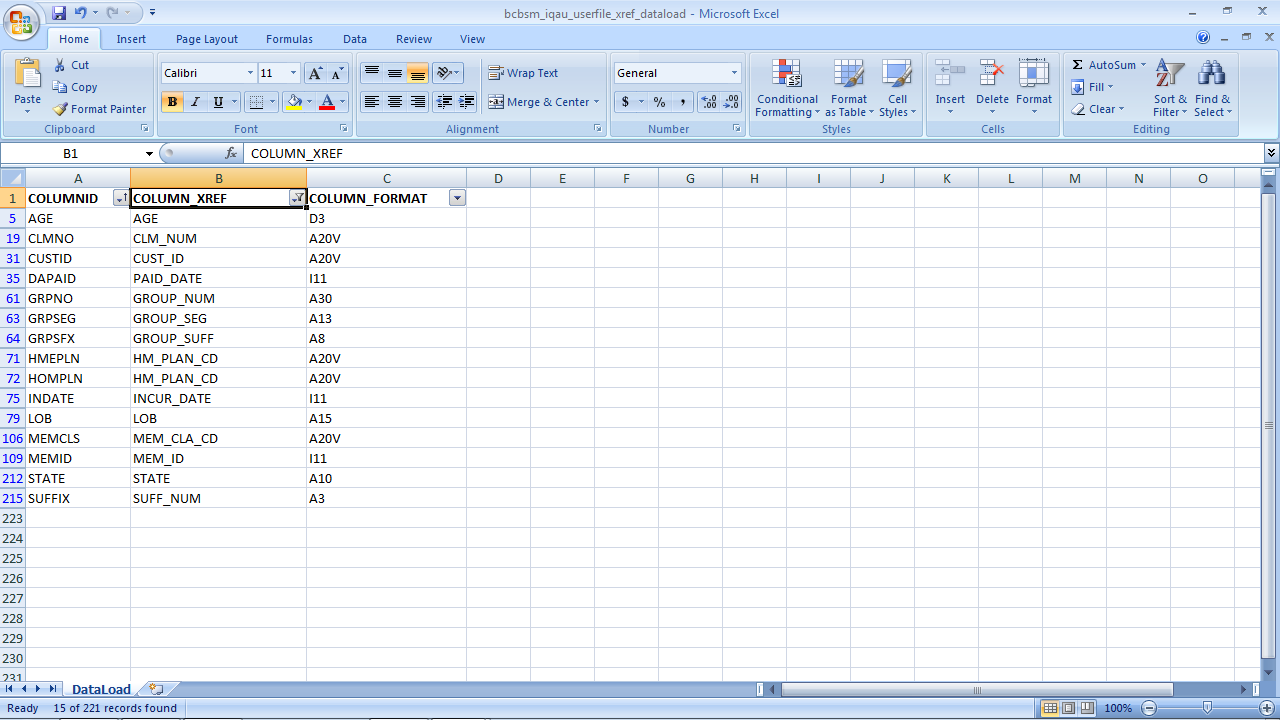 bcbsm_iqau_userfile_xref_dataload - Microsoft Excel
Home Insert Page Layout Formulas Data Review View
Paste Cut Copy Format Painter Clipboard
Calibri 11 B I U A A A Font
Wrap Text Merge & Center Alignment
General $ % , .00 .00 Number
Conditional Formatting Format as Table Cell Styles Styles
Insert Delete Format Cells
Σ AutoSum Fill Clear Sort & Filter Find & Select Editing
B1 fx COLUMN_XREF
A B C D E F G H I J K L M N O
1 COLUMNID COLUMN_XREF COLUMN_FORMAT
5 AGE AGE D3
19 CLMNO CLM_NUM A20V
31 CUSTID CUST_ID A20V
35 DAPAID PAID_DATE I11
61 GRPNO GROUP_NUM A30
63 GRPSEG GROUP_SEG A13
64 GRPSFX GROUP_SUFF A8
71 HMEPLN HM_PLAN_CD A20V
72 HOMPLN HM_PLAN_CD A20V
75 INDATE INCUR_DATE I11
79 LOB LOB A15
106 MEMCLS MEM_CLA_CD A20V
109 MEMID MEM_ID I11
212 STATE STATE A10
215 SUFFIX SUFF_NUM A3
223
224
225
226
227
228
229
230
231
DataLoad
Ready 15 of 221 records found 100%